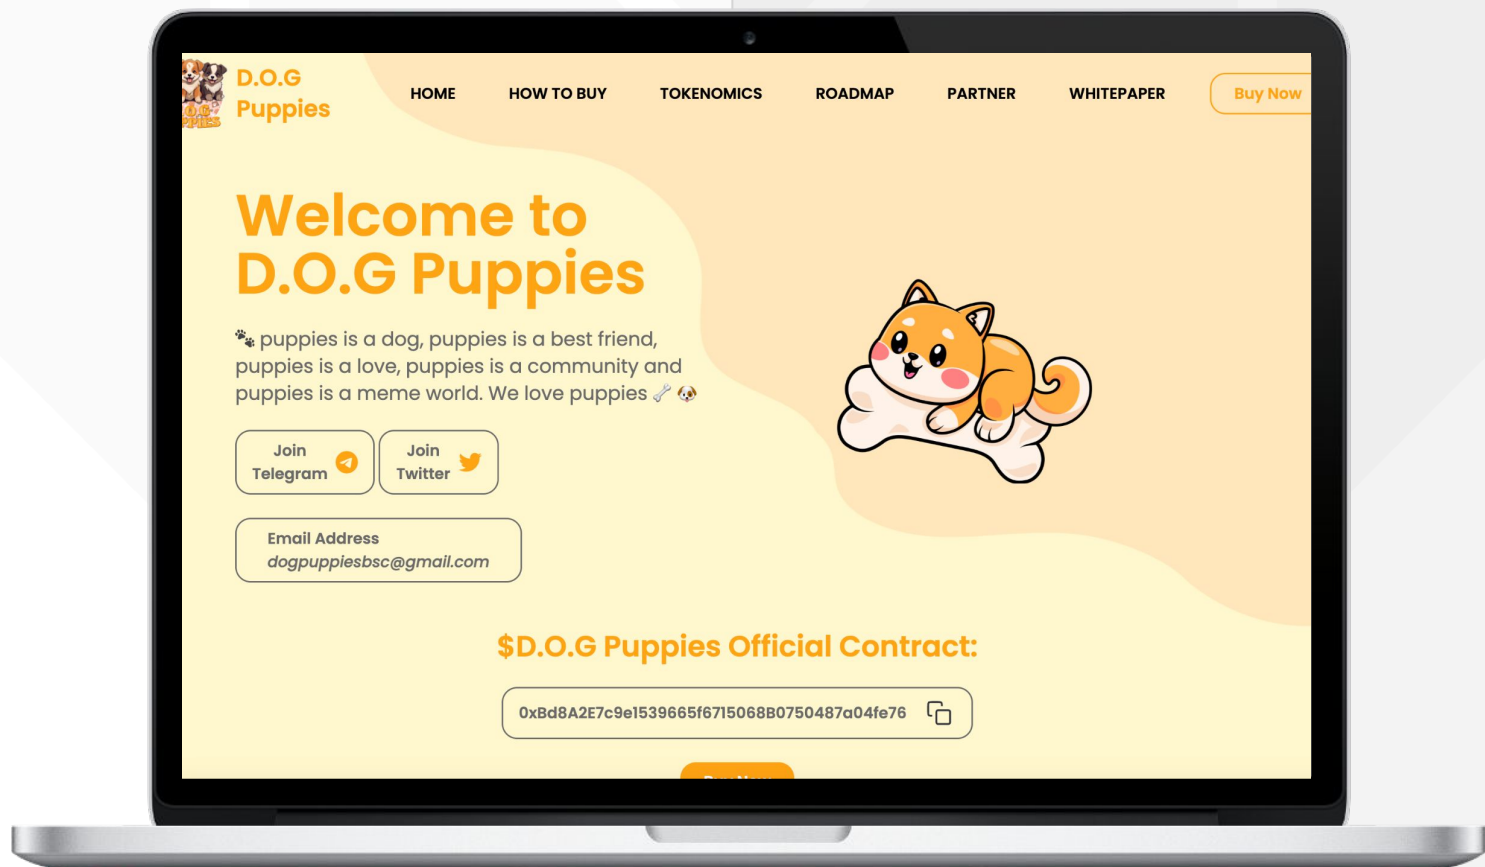 D.O.G
Puppies
HOME
HOW TO BUY
TOKENOMICS
ROADMAP
PARTNER
WHITEPAPER
Buy Now
Welcome to
D.O.G Puppies
🐾 puppies is a dog, puppies is a best friend,
puppies is a love, puppies is a community and
puppies is a meme world. We love puppies 🦴 🐶
Join
Telegram
Join
Twitter
Email Address
dogpuppiesbsc@gmail.com
$D.O.G Puppies Official Contract:
0xBd8A2E7c9e1539665f6715068B0750487a04fe76